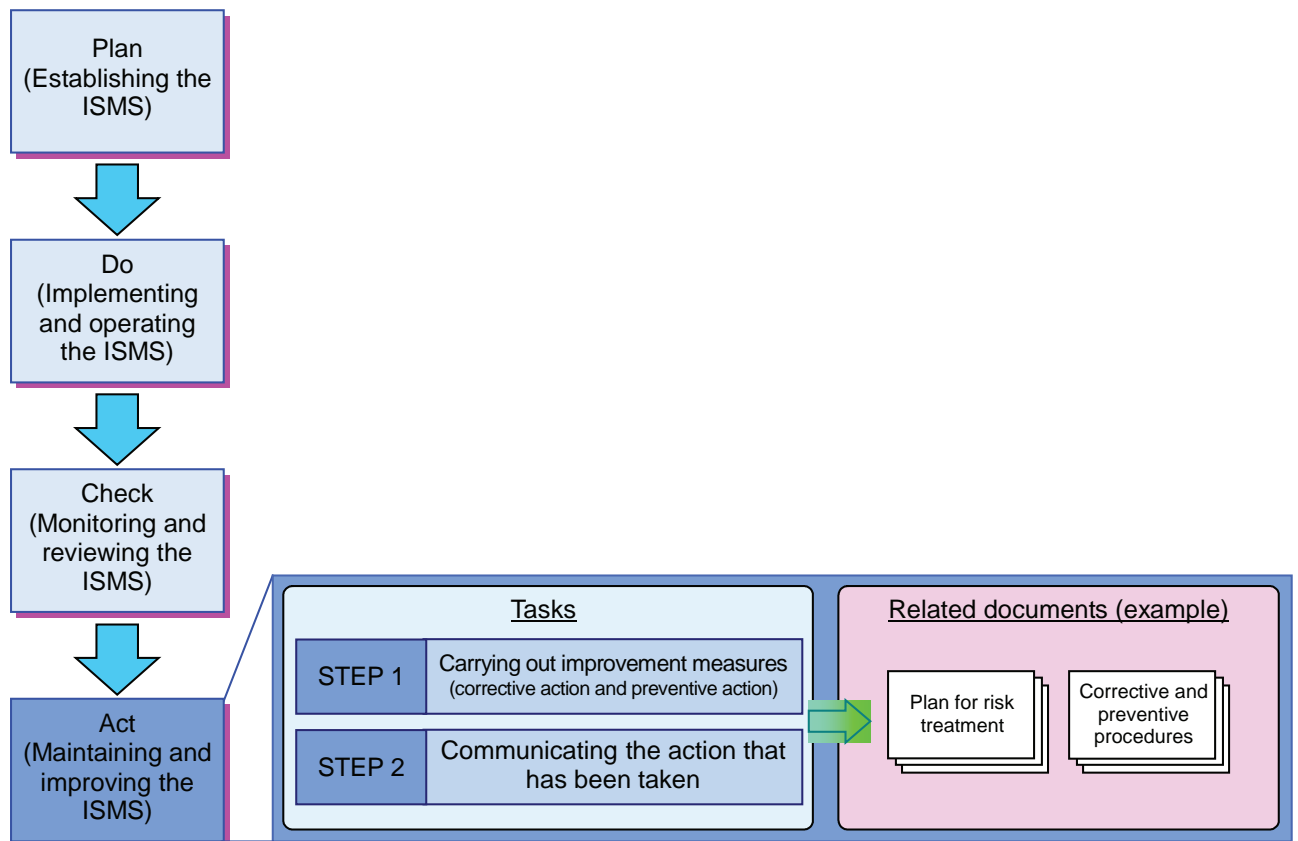 Plan
(Establishing the
ISMS)
Do
(Implementing
and operating
the ISMS)
Check
(Monitoring and
reviewing the
ISMS)
Act
(Maintaining and
improving the
ISMS)
Tasks
STEP 1
Carrying out improvement measures
(corrective action and preventive action)
STEP 2
Communicating the action that
has been taken
Related documents (example)
Plan for risk
treatment
Corrective and
preventive
procedures